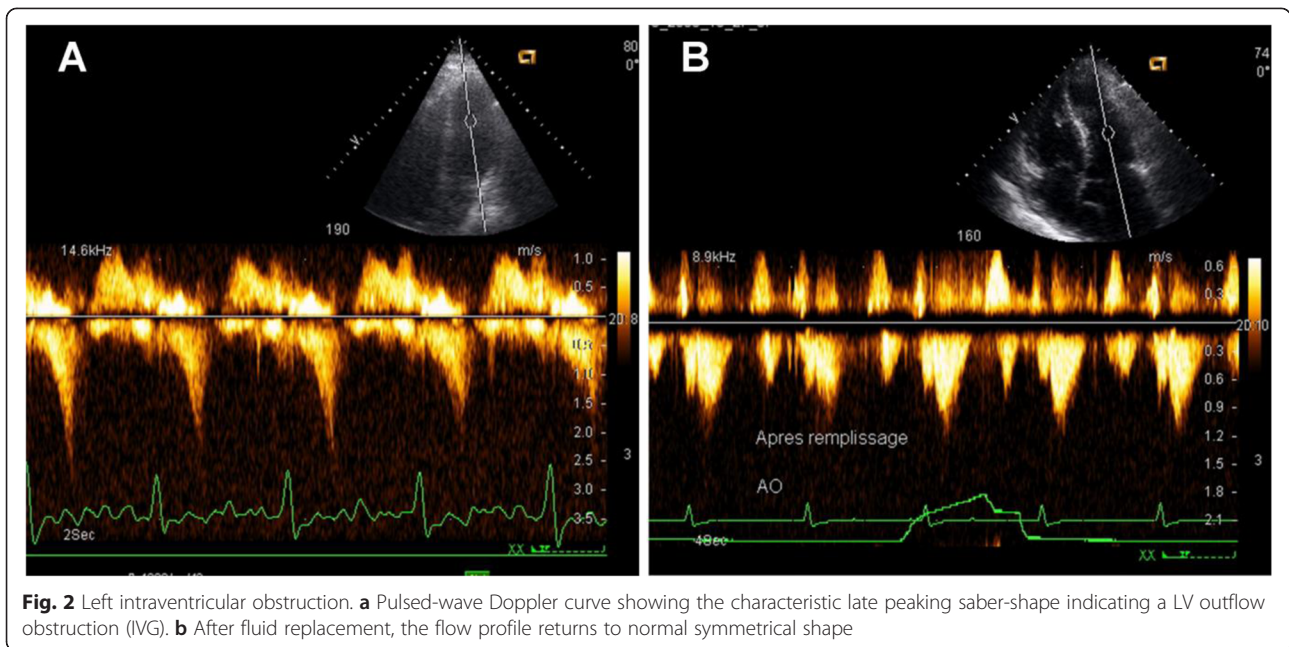 A
80
0°
V
190
14.6kHz
m/s
1.0
0.5
0.5
1.0
1.5
2.0
2.5
3.0
3.5
3
2Sec
XX
B
74
0°
V
160
8.9kHz
m/s
0.6
0.3
0.3
0.6
0.9
1.2
1.5
1.8
2.1
3
Apres remplissage
AO
4Sec
XX
Fig. 2 Left intraventricular obstruction. a Pulsed-wave Doppler curve showing the characteristic late peaking saber-shape indicating a LV outflow
obstruction (IVG). b After fluid replacement, the flow profile returns to normal symmetrical shape